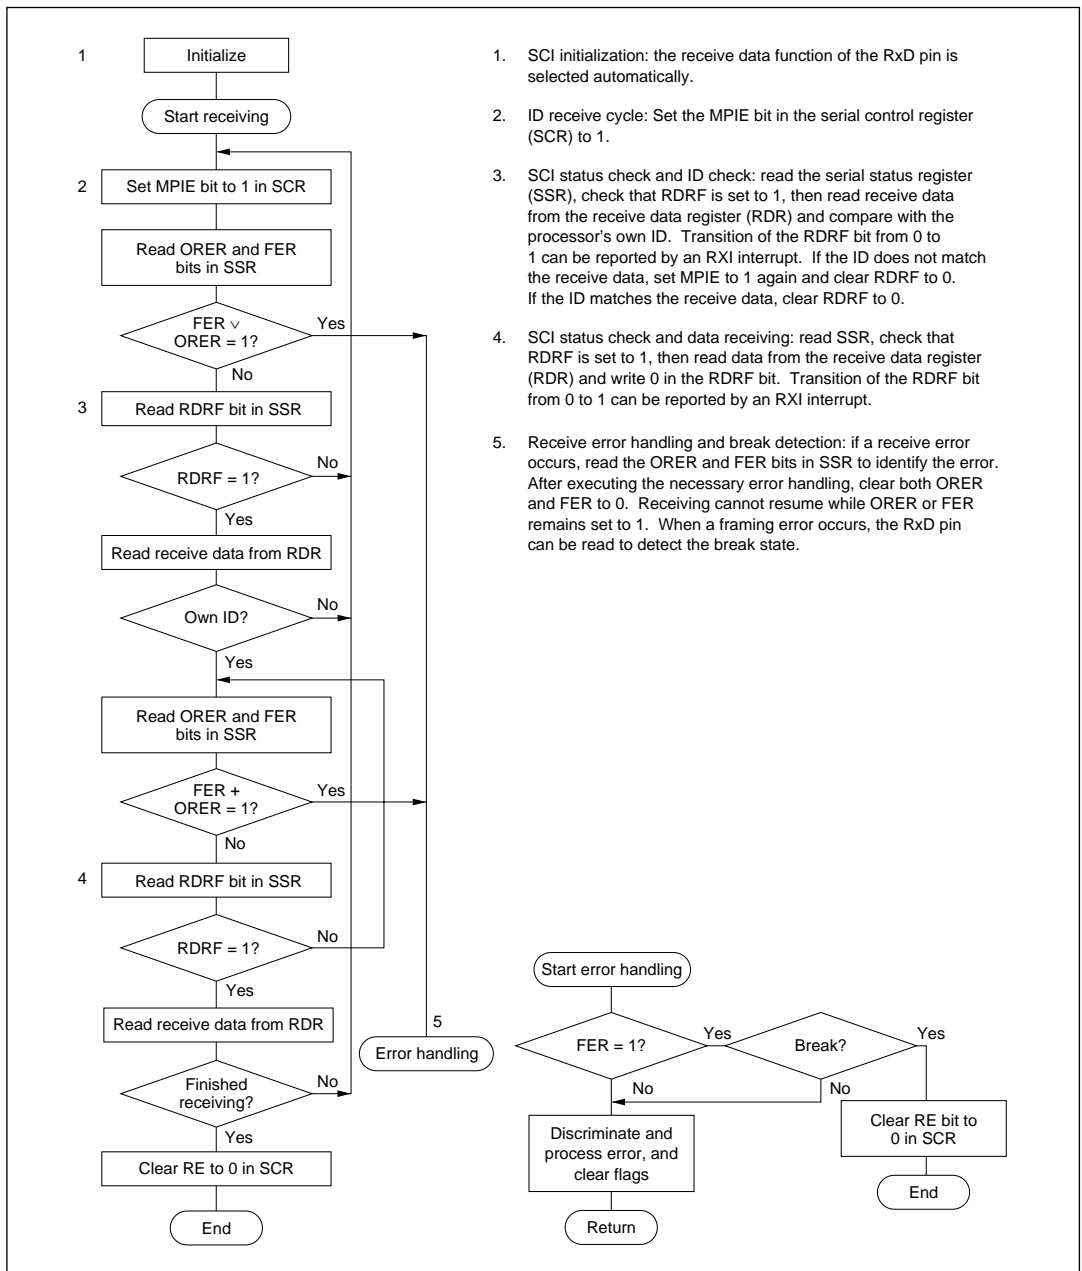 1
Initialize
Start receiving
2
Set MPIE bit to 1 in SCR
Read ORER and FER
bits in SSR
FER ∨
ORER = 1?
Yes
No
3
Read RDRF bit in SSR
RDRF = 1?
No
Yes
Read receive data from RDR
Own ID?
No
Yes
Read ORER and FER
bits in SSR
FER +
ORER = 1?
Yes
No
4
Read RDRF bit in SSR
RDRF = 1?
No
Yes
Read receive data from RDR
Finished
receiving?
No
Yes
Clear RE to 0 in SCR
End
5
Error handling
1. SCI initialization: the receive data function of the RxD pin is
selected automatically.
2. ID receive cycle: Set the MPIE bit in the serial control register
(SCR) to 1.
3. SCI status check and ID check: read the serial status register
(SSR), check that RDRF is set to 1, then read receive data
from the receive data register (RDR) and compare with the
processor's own ID. Transition of the RDRF bit from 0 to
1 can be reported by an RXI interrupt. If the ID does not match
the receive data, set MPIE to 1 again and clear RDRF to 0.
If the ID matches the receive data, clear RDRF to 0.
4. SCI status check and data receiving: read SSR, check that
RDRF is set to 1, then read data from the receive data register
(RDR) and write 0 in the RDRF bit. Transition of the RDRF bit
from 0 to 1 can be reported by an RXI interrupt.
5. Receive error handling and break detection: if a receive error
occurs, read the ORER and FER bits in SSR to identify the error.
After executing the necessary error handling, clear both ORER
and FER to 0. Receiving cannot resume while ORER or FER
remains set to 1. When a framing error occurs, the RxD pin
can be read to detect the break state.
Start error handling
FER = 1?
Yes
No
Break?
Yes
No
Discriminate and
process error, and
clear flags
Return
Clear RE bit to
0 in SCR
End